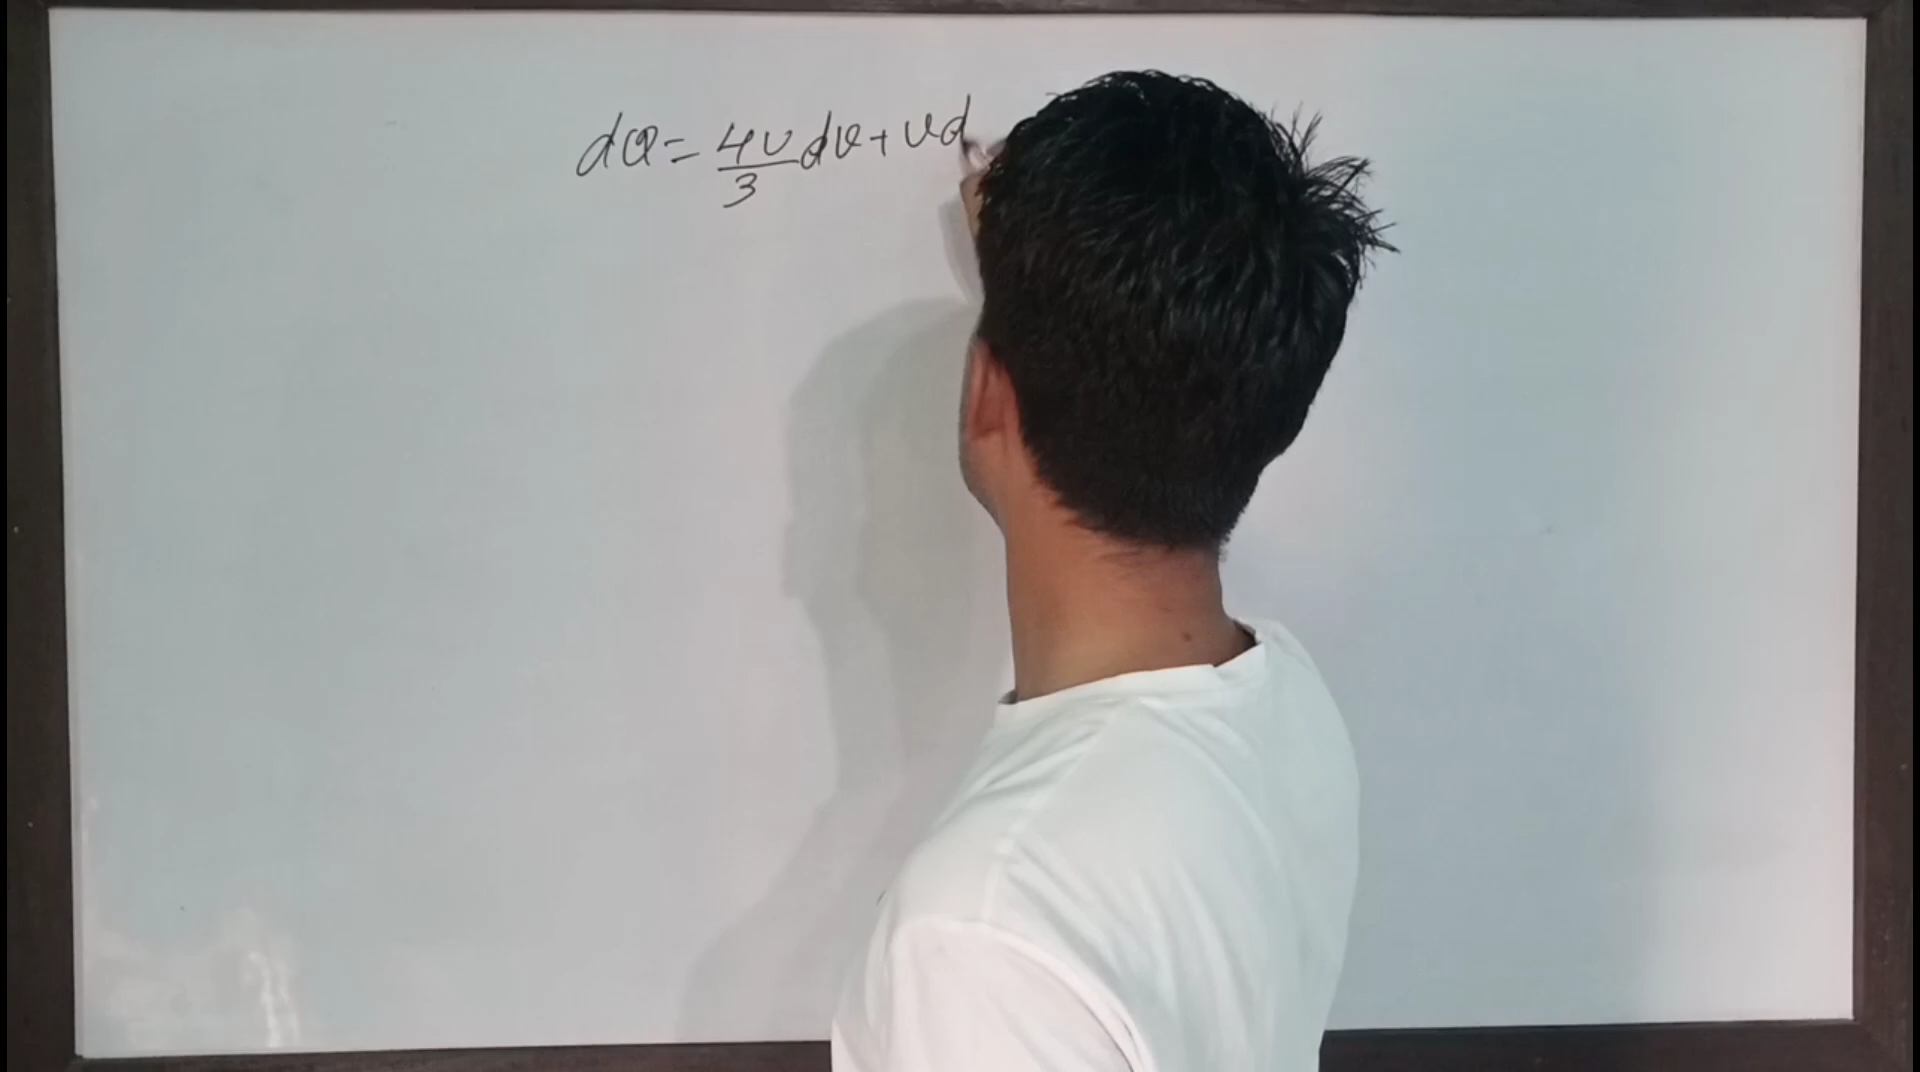 dQ = 4u/3 dv + vd